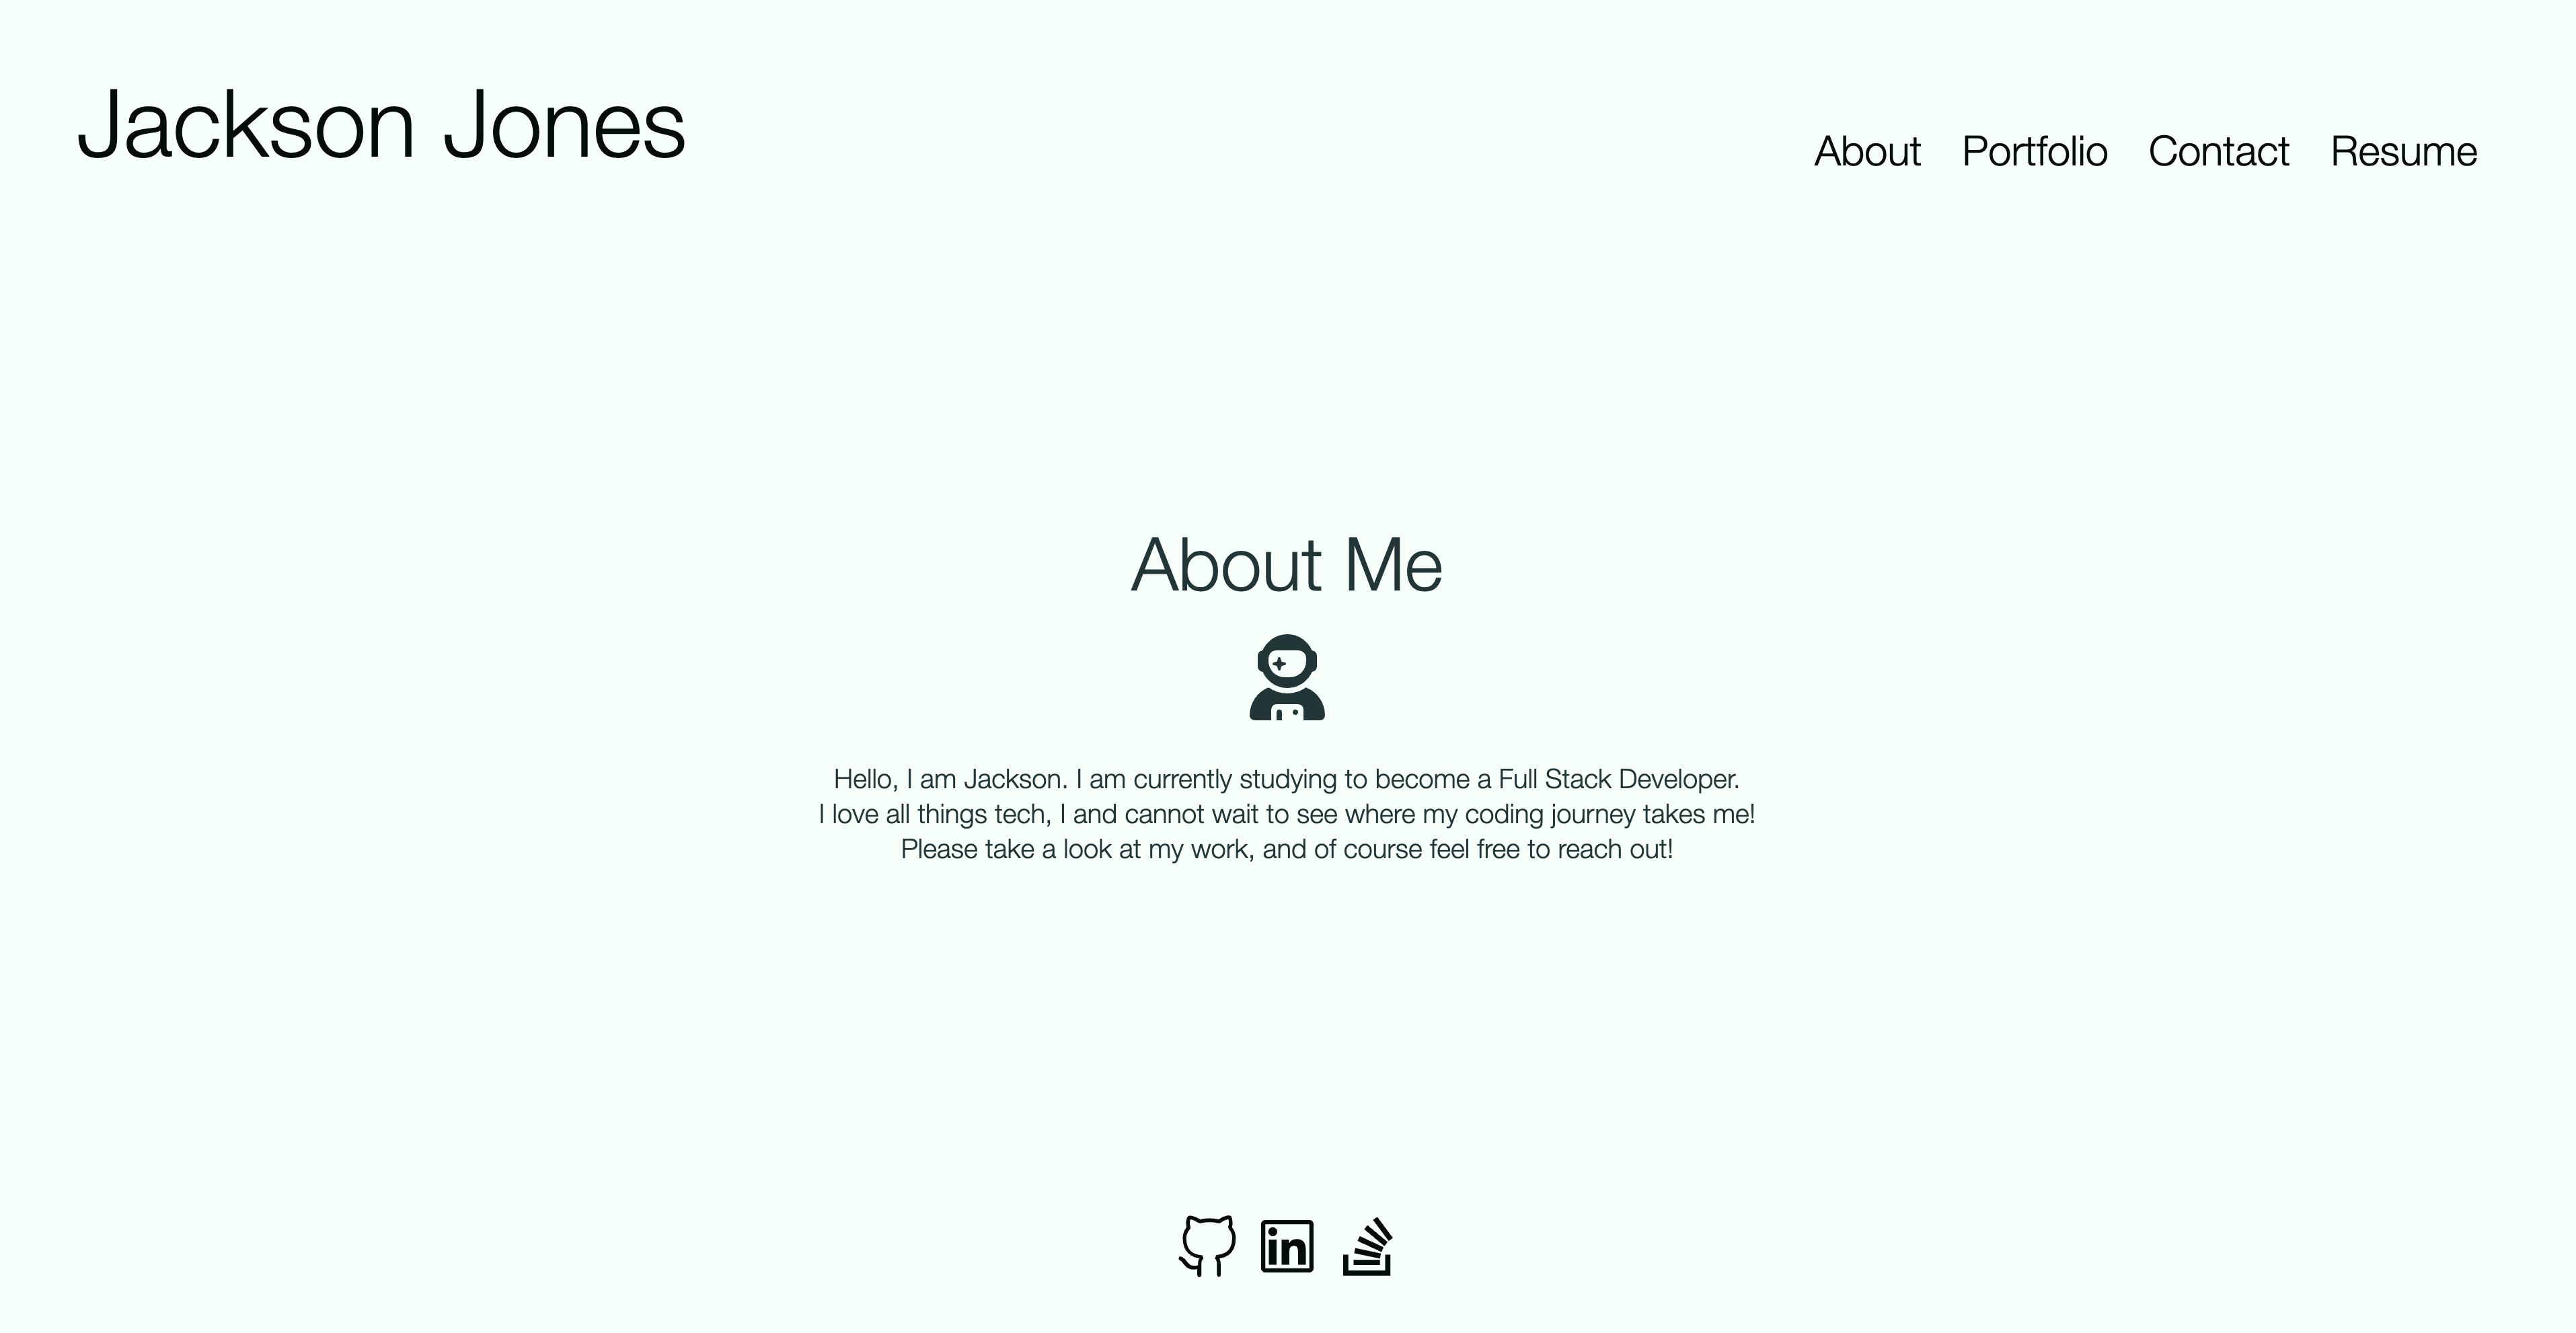 Jackson Jones
About Portfolio Contact Resume
About Me
Hello, I am Jackson. I am currently studying to become a Full Stack Developer.
I love all things tech, I and cannot wait to see where my coding journey takes me!
Please take a look at my work, and of course feel free to reach out!
in